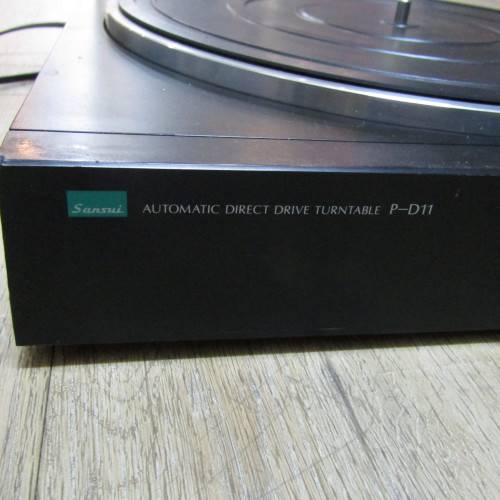 Sansui AUTOMATIC DIRECT DRIVE TURNTABLE P-D11